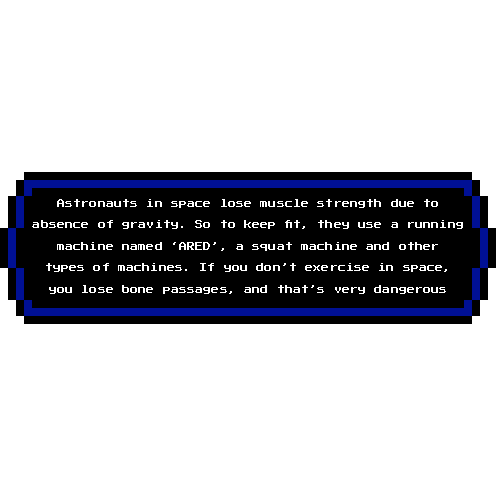 Astronauts in space lose muscle strength due to
absence of gravity. So to keep fit, they use a running
machine named ‘ARED’, a squat machine and other
types of machines. If you don’t exercise in space,
you lose bone passages, and that’s very dangerous